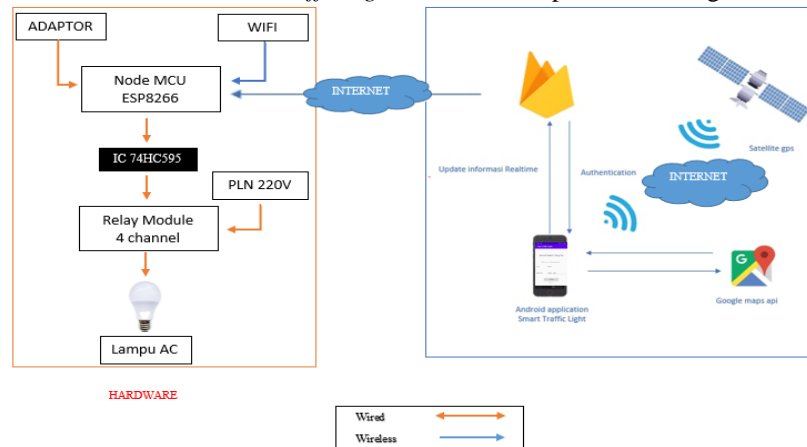 ADAPTOR
WIFI
Node MCU
ESP8266
IC 74HC595
PLN 220V
Relay Module
4 channel
Lampu AC
HARDWARE
INTERNET
Update informasi Realtime
Authentication
Satellite gps
INTERNET
Android application
Smart Traffic Light
Google maps api
Wired
Wireless